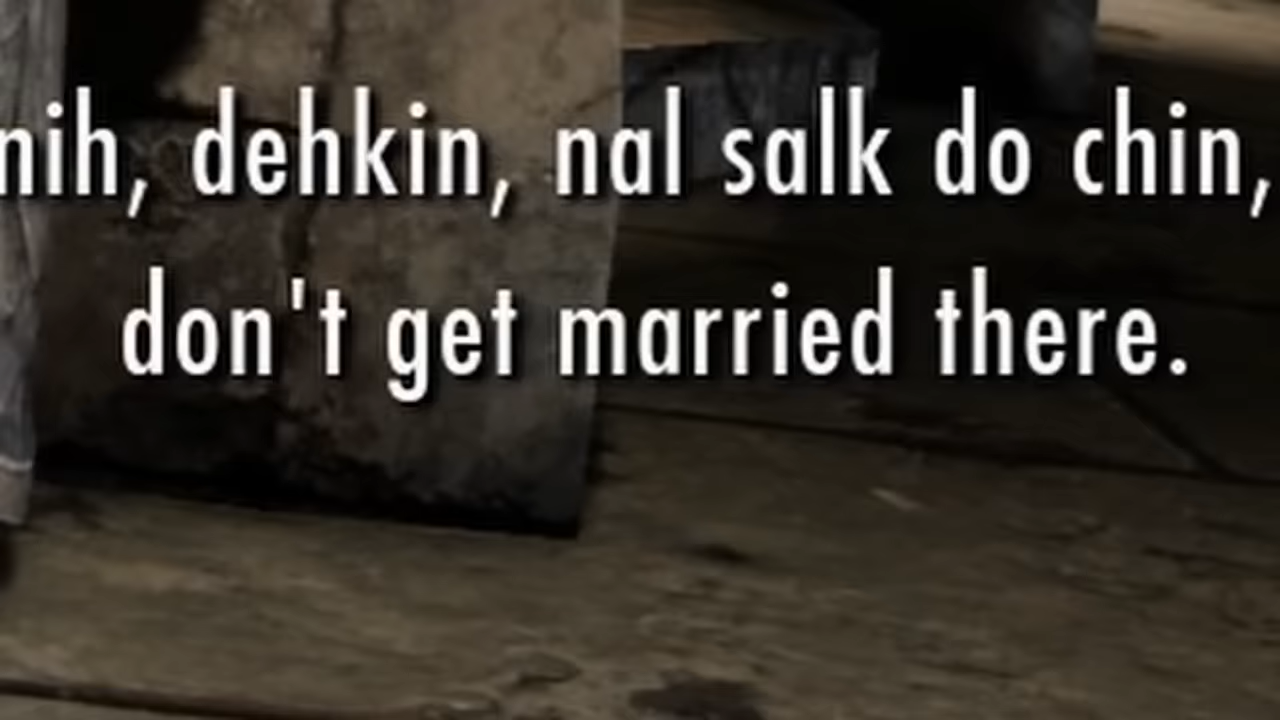 nih, dehkin, nal salk do chin,
don't get married there.